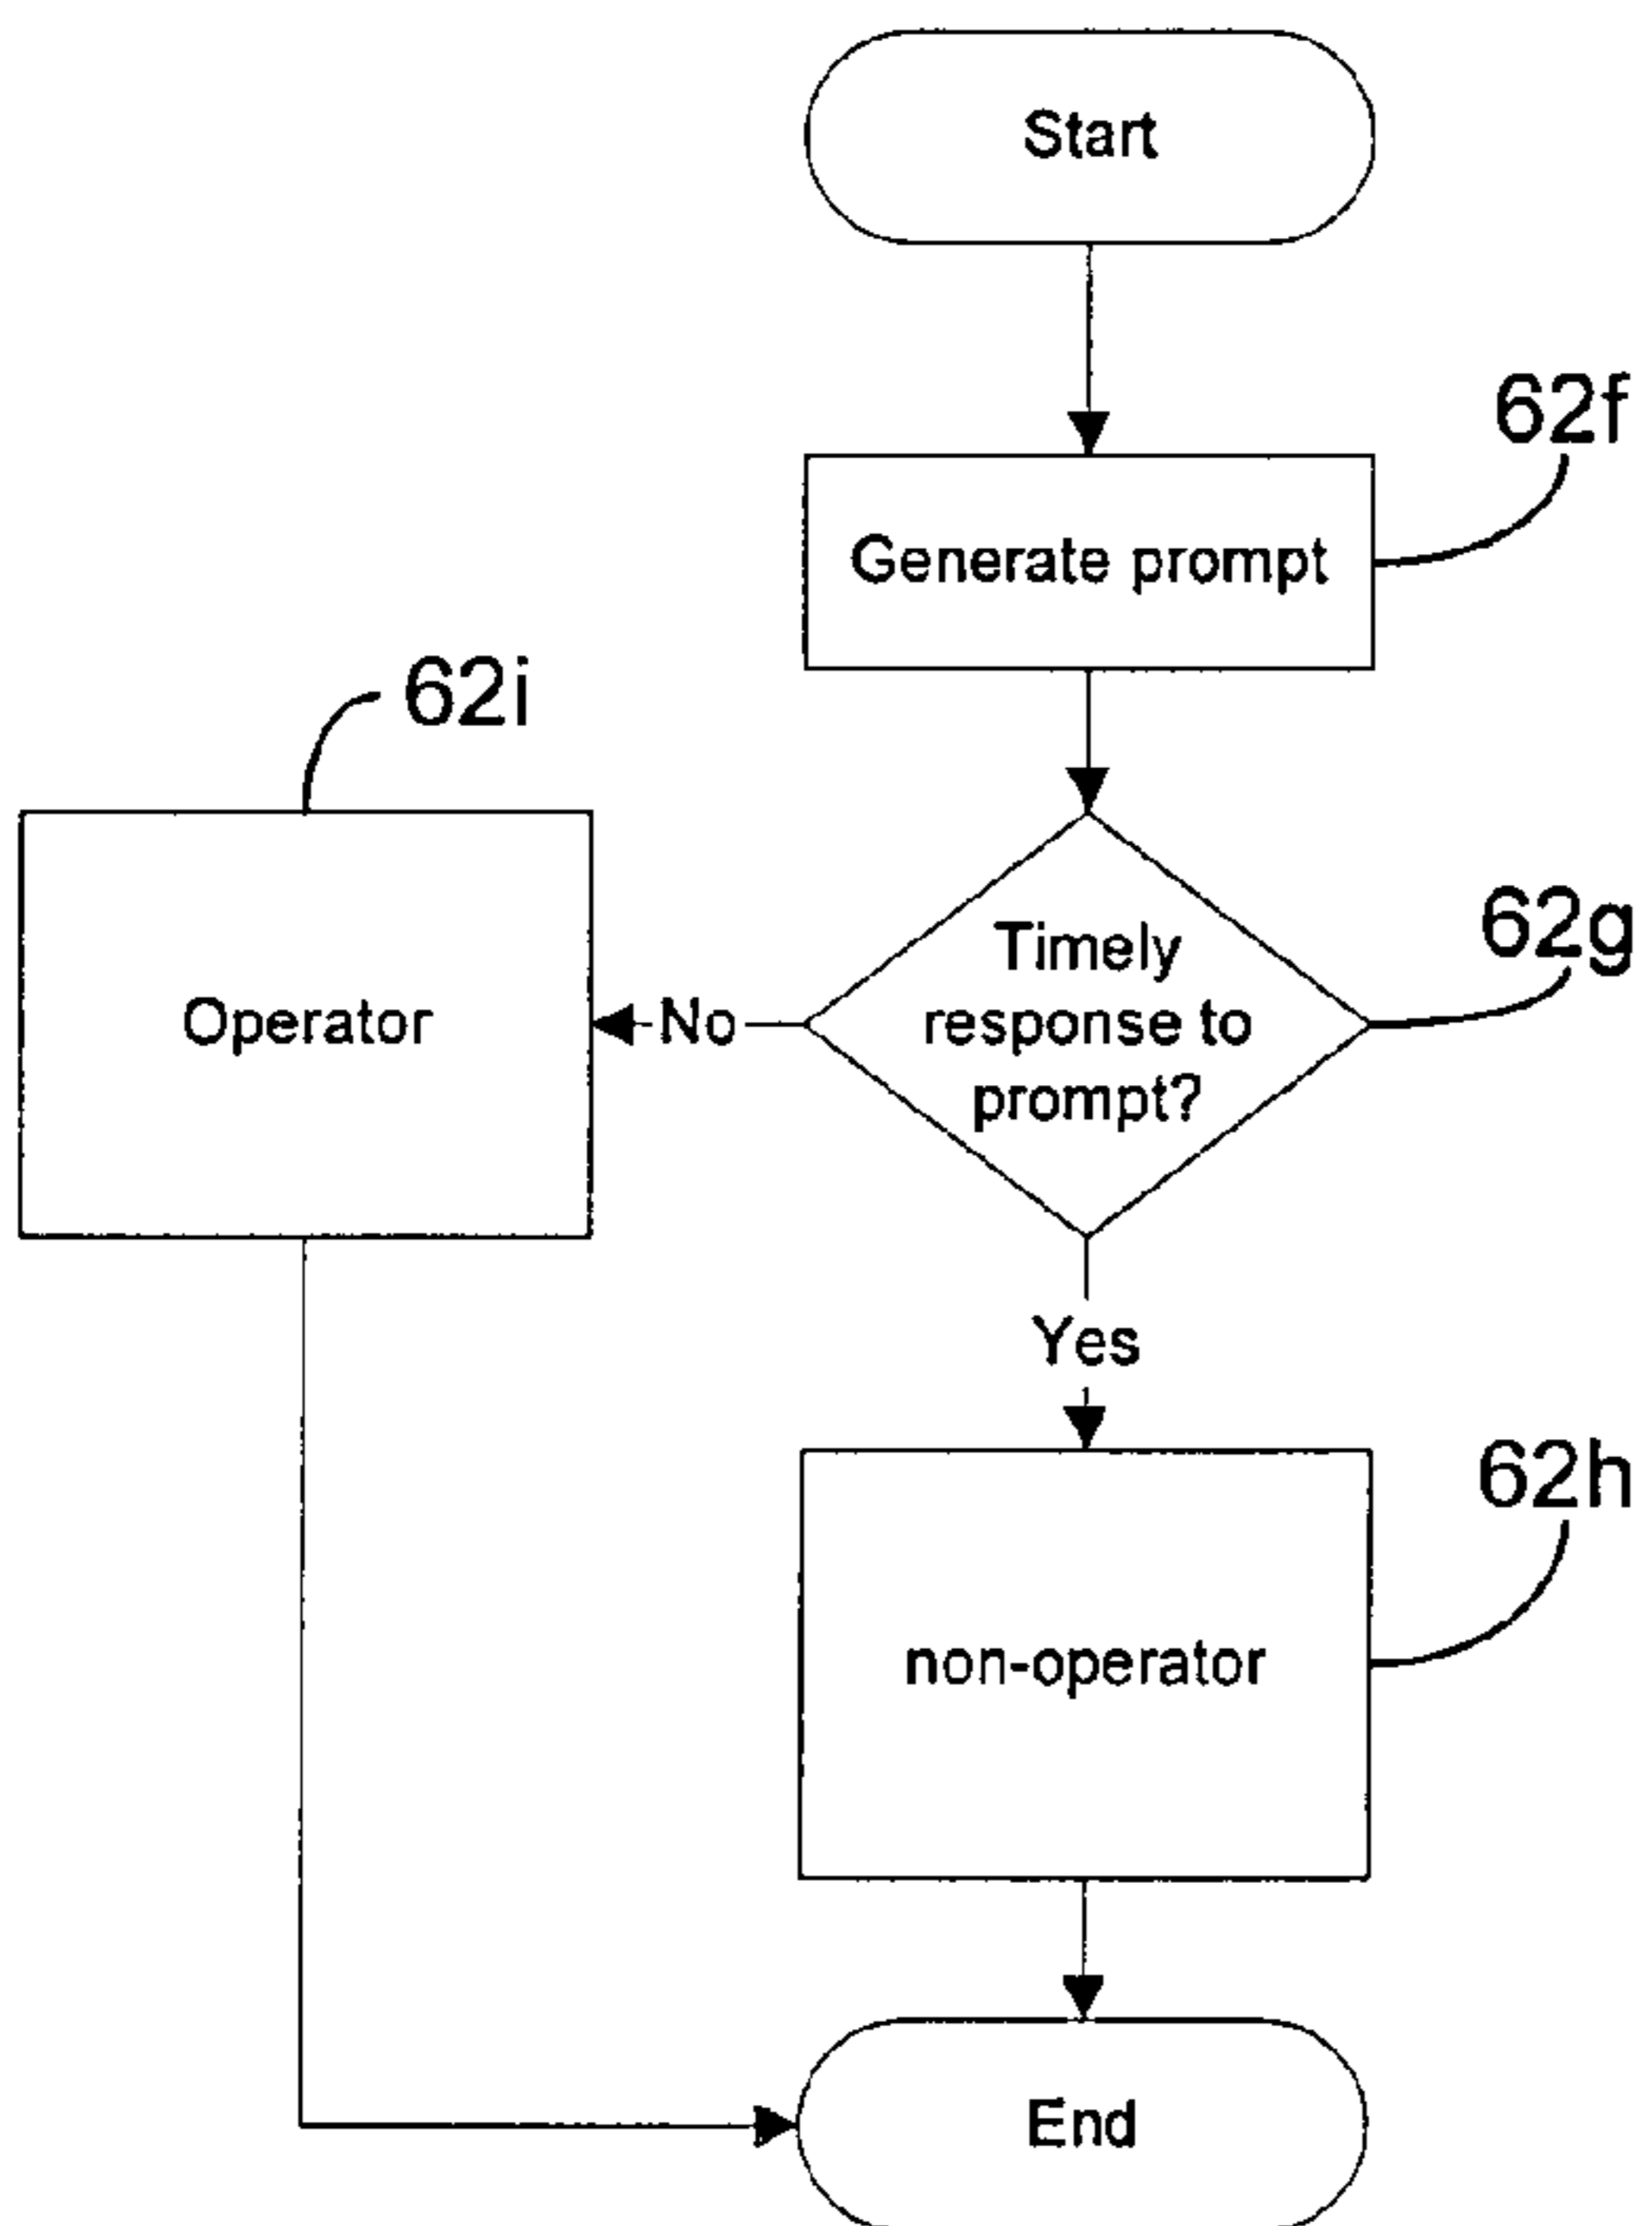 Start
62f
Generate prompt
62i
62g
Timely
response to
prompt?
No
Operator
Yes
62h
non-operator
End